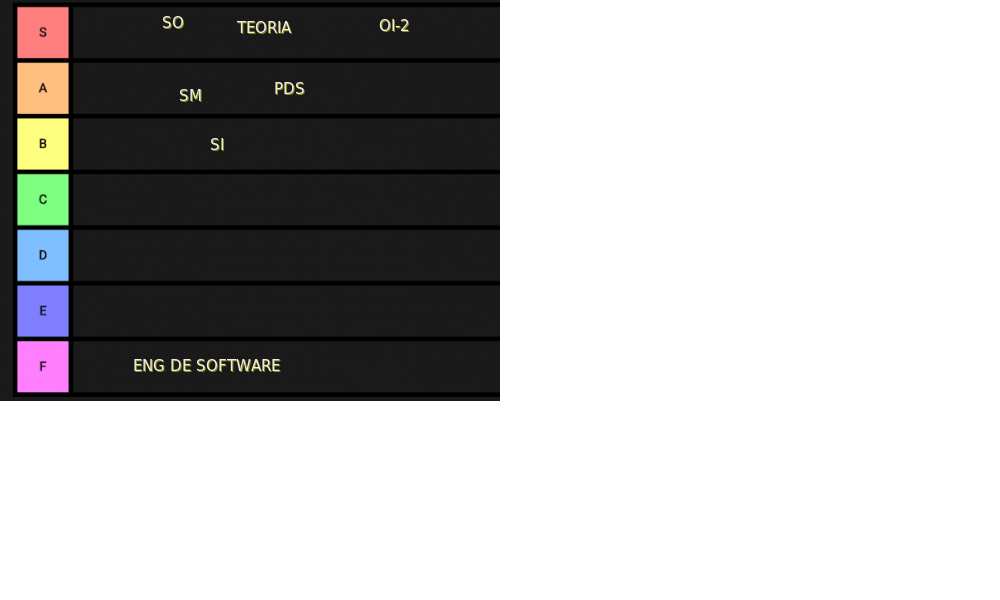 S SO TEORIA OI-2
A SM PDS
B SI
C
D
E
F ENG DE SOFTWARE